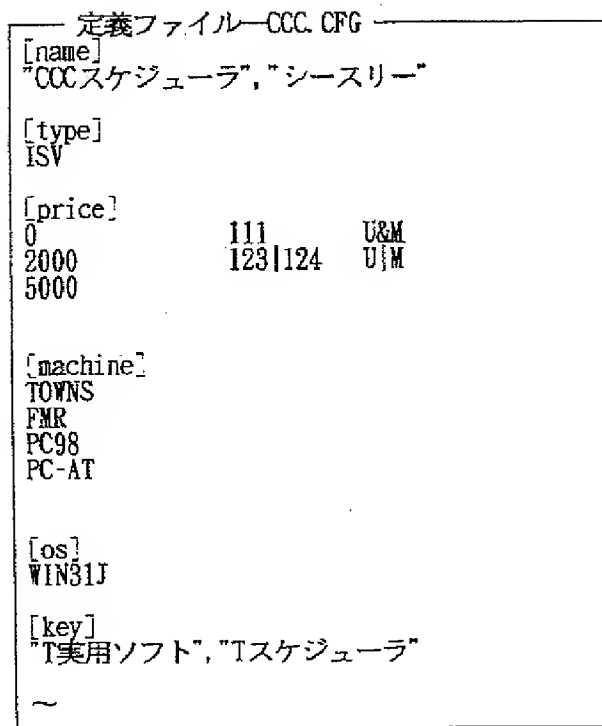 定義ファイル―CCC.CFG
[name]
"CCCスケジューラ","シースリー"
[type]
ISV
[price]
0 111 U&M
2000 123|124 U|M
5000
[machine]
TOWNS
FMR
PC98
PC-AT
[os]
WIN31J
[key]
"T実用ソフト","Tスケジューラ"
～